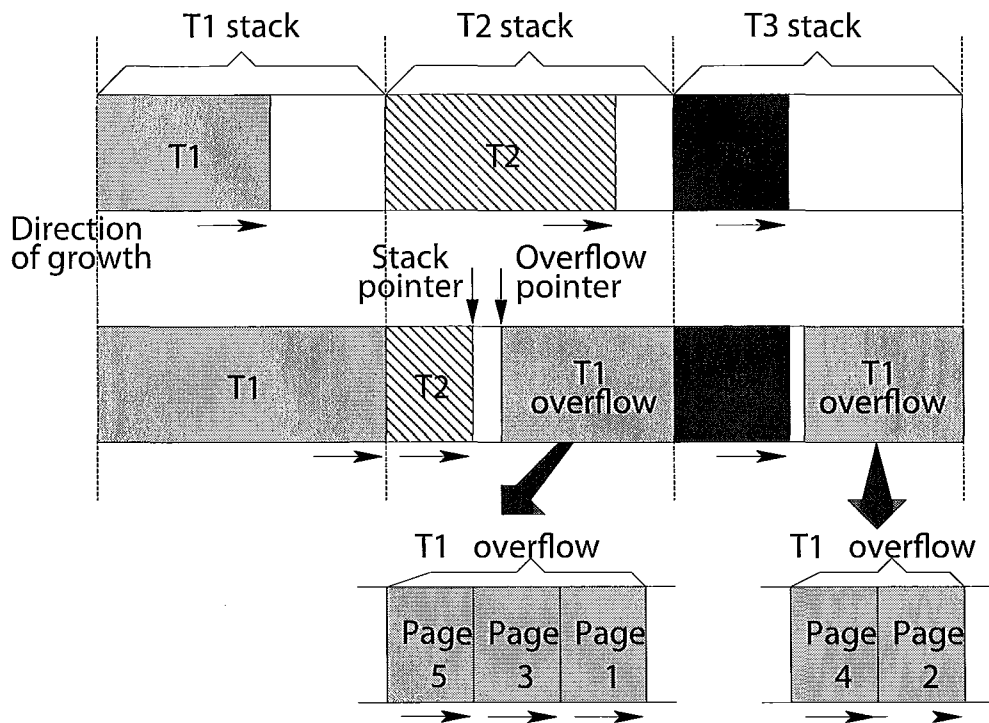 T1 stack
T2 stack
T3 stack
T1
T2
Direction
of growth
Stack
pointer
Overflow
pointer
T1
T2
T1
overflow
T1
overflow
T1 overflow
T1 overflow
Page
5
Page
3
Page
1
Page
4
Page
2